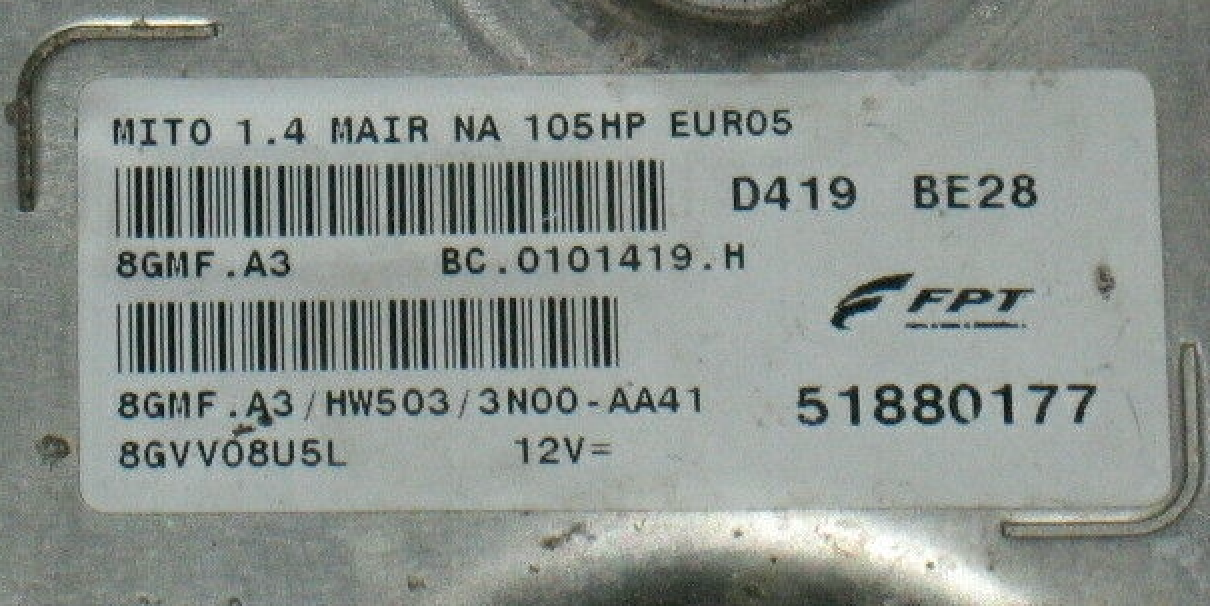 MITO 1.4 MAIR NA 105HP EURO5
D419 BE28
8GMF.A3 BC.0101419.H
FPT
8GMF.A3/HW503/3N00-AA41
51880177
8GVV08U5L 12V=